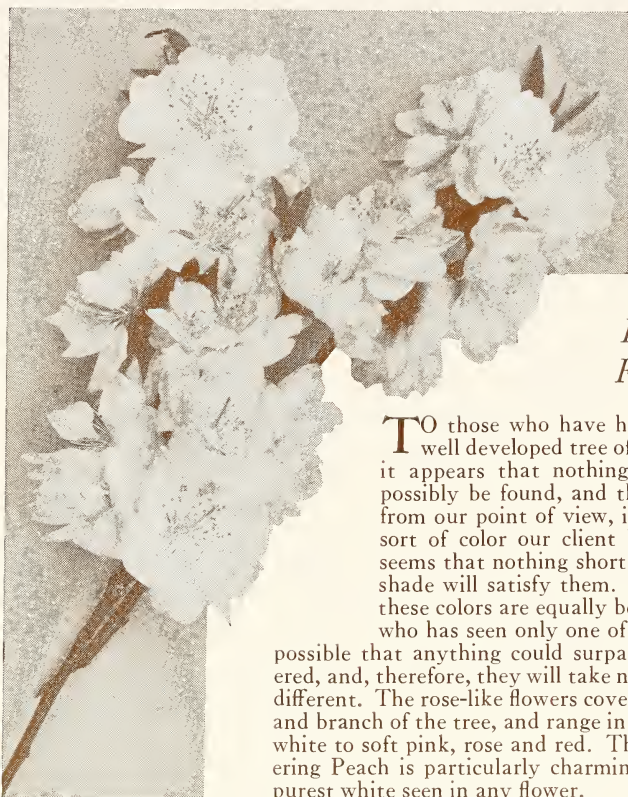 TO those who have h
well developed tree of
it appears that nothing
possibly be found, and th
from our point of view, i
sort of color our client
seems that nothing short
shade will satisfy them.
these colors are equally be
who has seen only one of
possible that anything could surpa
ered, and, therefore, they will take n
different. The rose-like flowers cove
and branch of the tree, and range in
white to soft pink, rose and red. Th
ering Peach is particularly charmin
purest white seen in any flower.